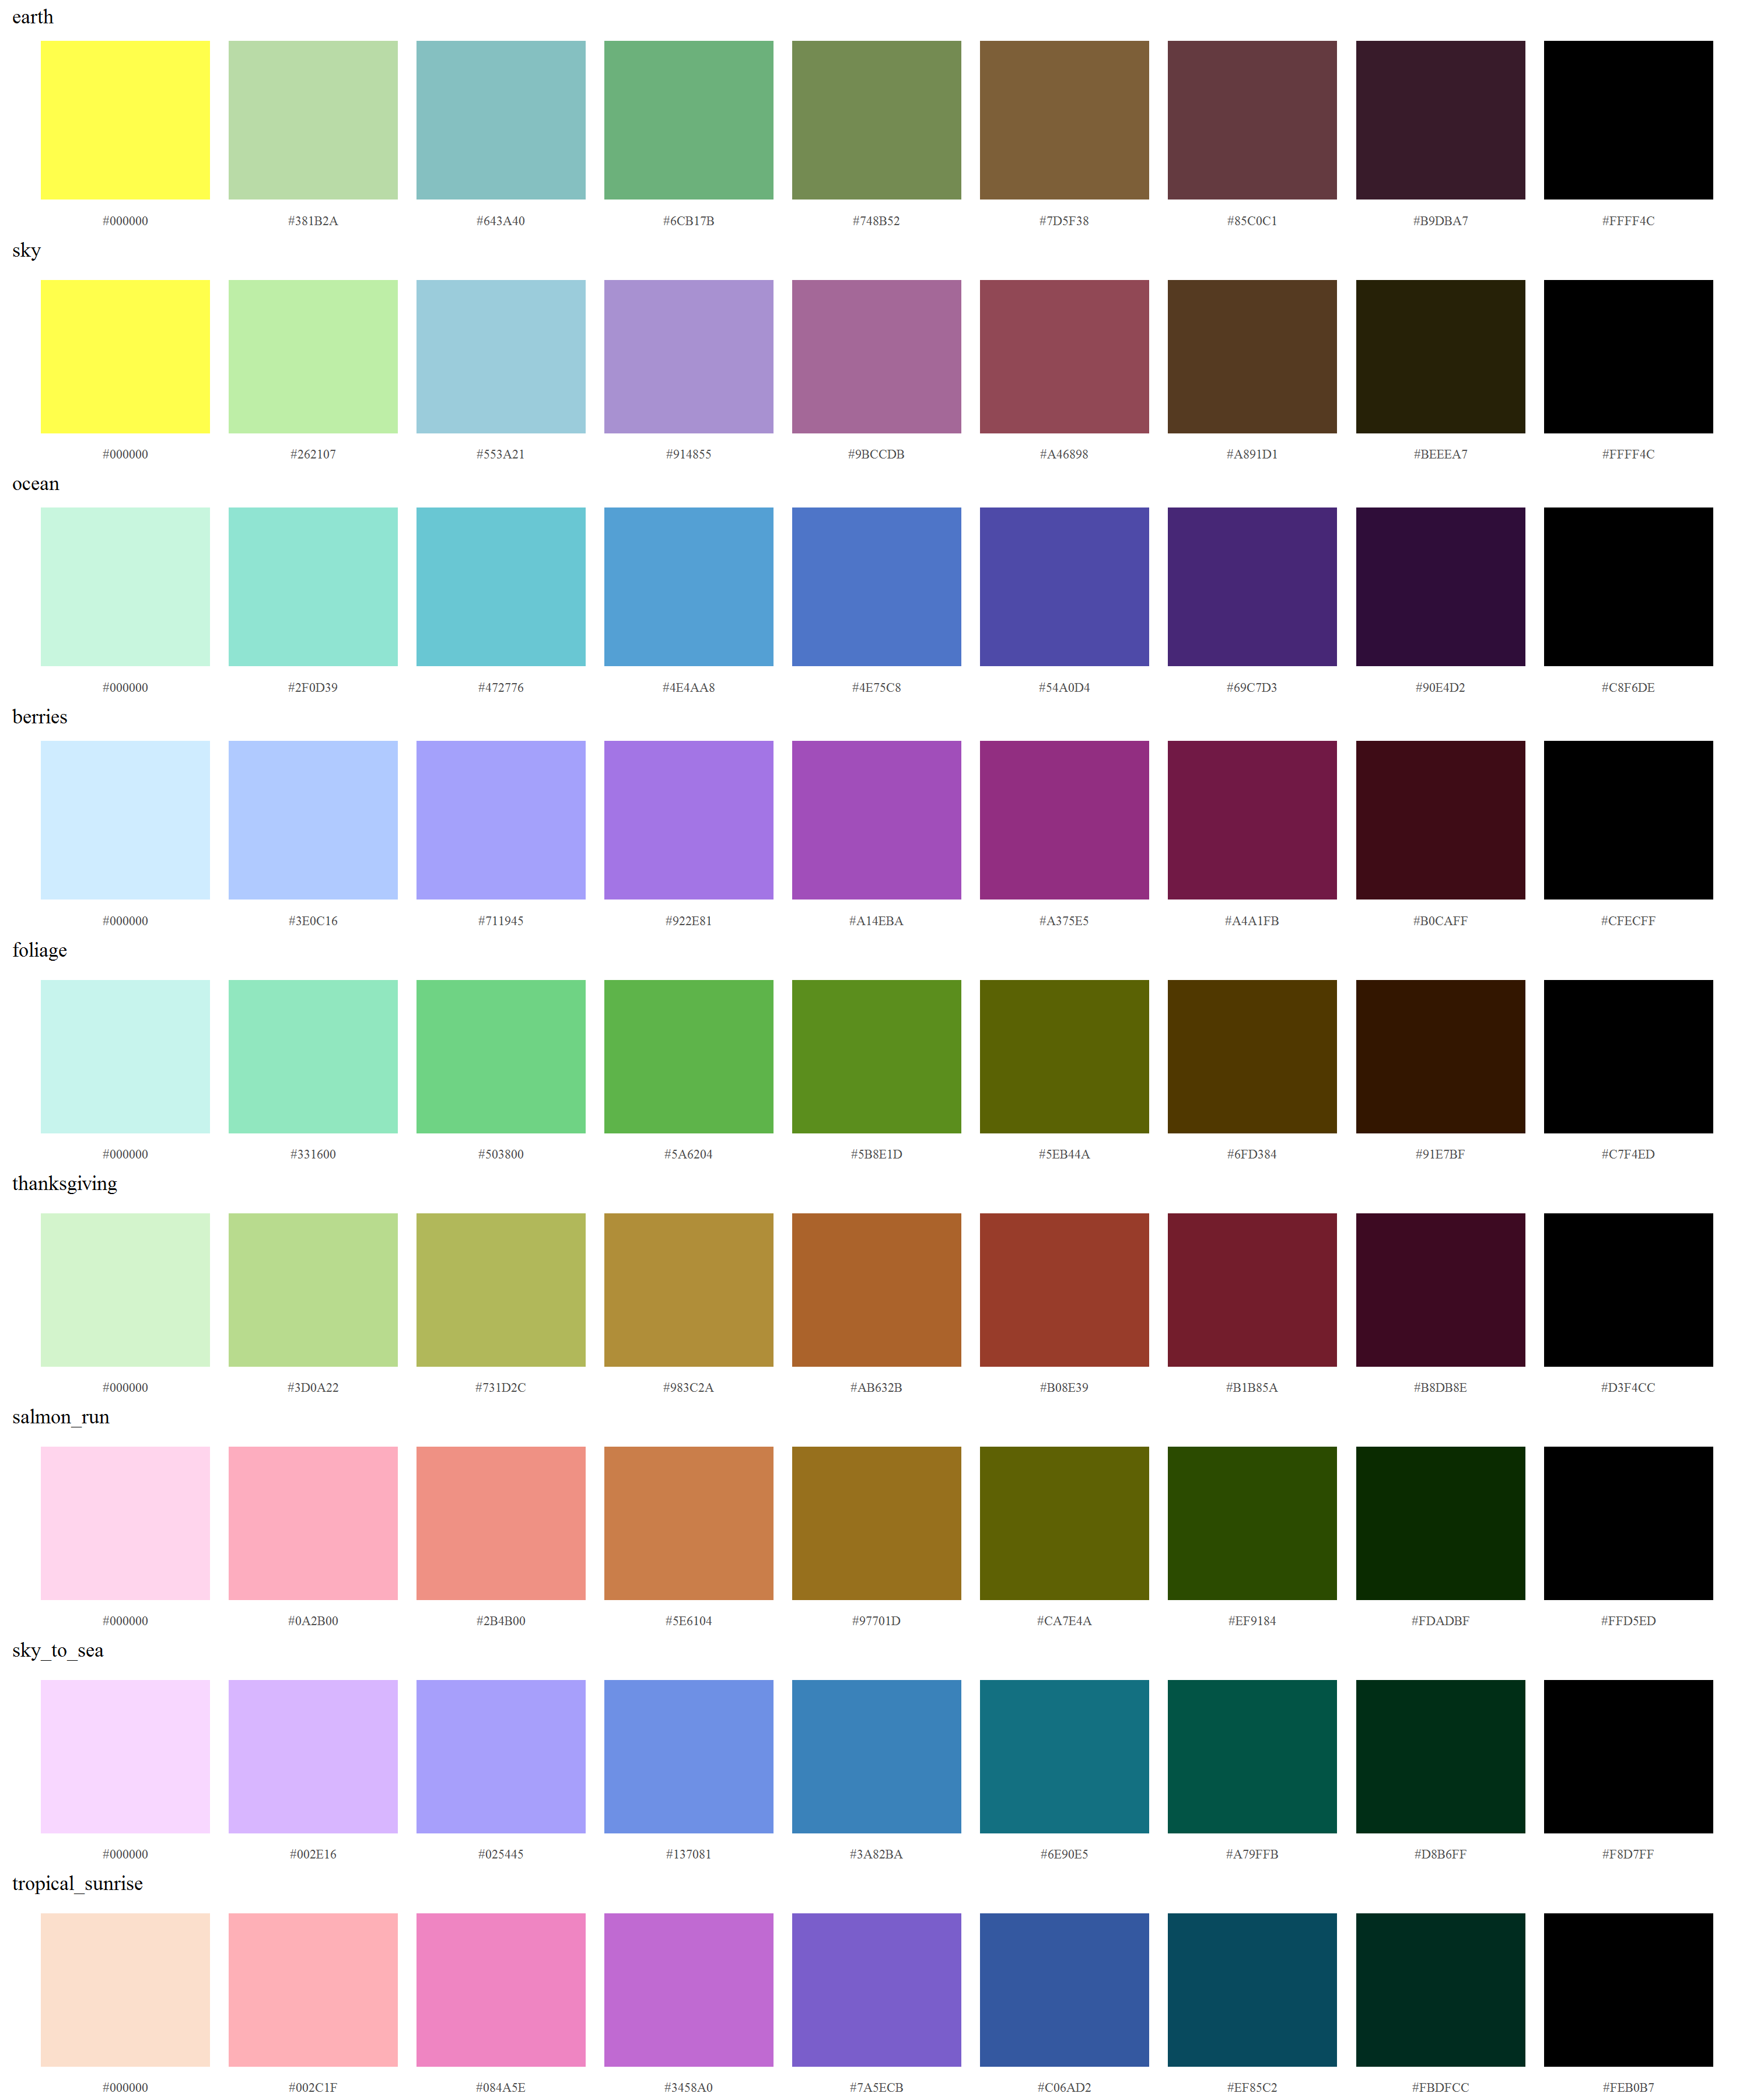 earth
#000000 #381B2A #643A40 #6CB17B #748B52 #7D5F38 #85C0C1 #B9DBA7 #FFFF4C
sky
#000000 #262107 #553A21 #914855 #9BCCDB #A46898 #A891D1 #BEEEA7 #FFFF4C
ocean
#000000 #2F0D39 #472776 #4E4AA8 #4E75C8 #54A0D4 #69C7D3 #90E4D2 #C8F6DE
berries
#000000 #3E0C16 #711945 #922E81 #A14EBA #A375E5 #A4A1FB #B0CAFF #CFECFF
foliage
#000000 #331600 #503800 #5A6204 #5B8E1D #5EB44A #6FD384 #91E7BF #C7F4ED
thanksgiving
#000000 #3D0A22 #731D2C #983C2A #AB632B #B08E39 #B1B85A #B8DB8E #D3F4CC
salmon_run
#000000 #0A2B00 #2B4B00 #5E6104 #97701D #CA7E4A #EF9184 #FDADBF #FFD5ED
sky_to_sea
#000000 #002E16 #025445 #137081 #3A82BA #6E90E5 #A79FFB #D8B6FF #F8D7FF
tropical_sunrise
#000000 #002C1F #084A5E #3458A0 #7A5ECB #C06AD2 #EF85C2 #FBDFCC #FEB0B7